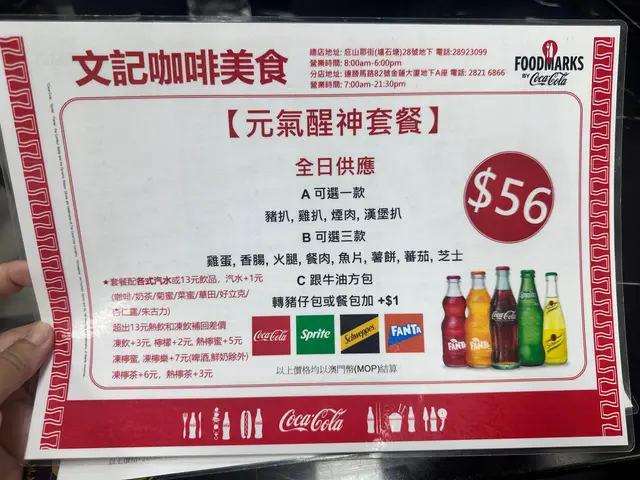 文記咖啡美食
總店地址: 庇山耶街(爐石塘)28號地下 電話:28923099
營業時間: 8:00am-6:00pm
分店地址: 連勝馬路82號金蓮大廈地下A座 電話: 2821 6866
營業時間: 7:00am-21:30pm
FOODMARKS
BY Coca-Cola
【元氣醒神套餐】
全日供應
$56
A 可選一款
豬扒, 雞扒, 煙肉, 漢堡扒
B 可選三款
雞蛋, 香腸, 火腿, 餐肉, 魚片, 薯餅, 蕃茄, 芝士
C 跟牛油方包
轉豬仔包或餐包加 +$1
★套餐配各式汽水或13元飲品, 汽水+1元
(咖啡/奶茶/菊蜜/菜蜜/華田/好立克/
杏仁露/朱古力)
超出13元熱飲和凍飲補回差價
凍飲+3元, 檸檬+2元, 熱檸蜜+5元
凍檸蜜, 凍檸樂+7元(啤酒,鮮奶除外)
凍檸茶+6元, 熱檸茶+3元
Coca-Cola
Sprite
Schweppes
FANTA
FANTA
FANTA
Coca-Cola
以上價格均以澳門幣(MOP)結算
Coca-Cola